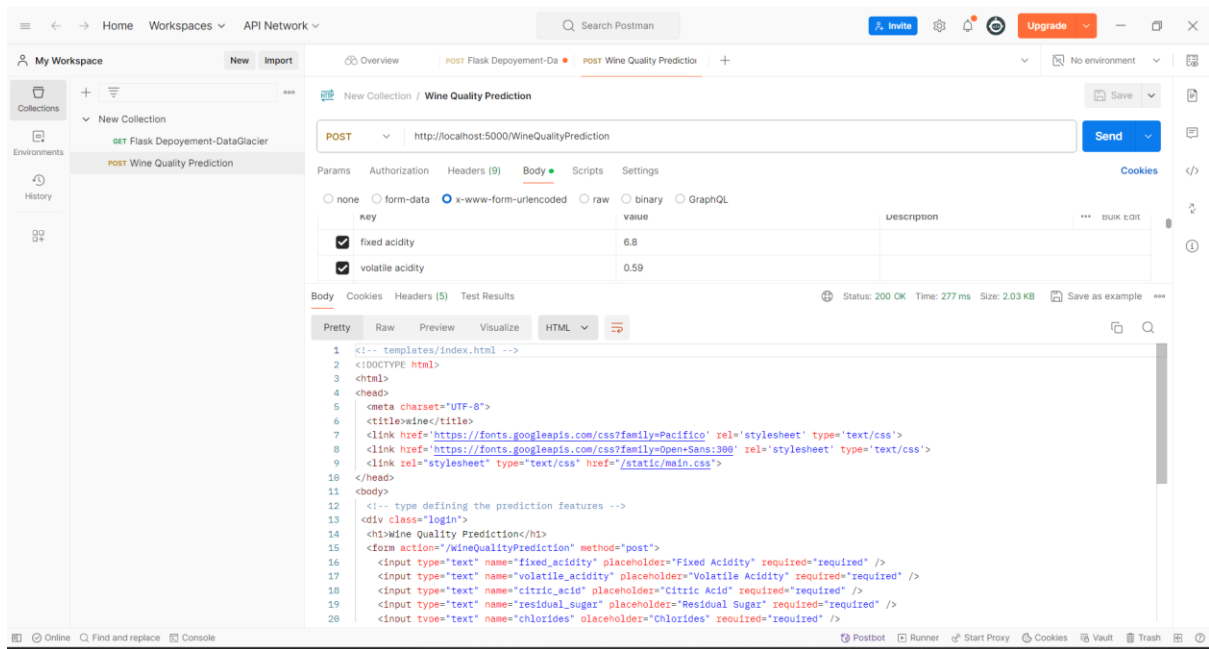 Home Workspaces API Network Search Postman Invite Upgrade
My Workspace New Import Overview POST Flask Depoyement-Da POST Wine Quality Prediction No environment
Collections
Environments
History
New Collection
GET Flask Depoyement-DataGlacier
POST Wine Quality Prediction
HTTP New Collection / Wine Quality Prediction Save
POST http://localhost:5000/WineQualityPrediction Send
Params Authorization Headers (9) Body Scripts Settings Cookies
none form-data x-www-form-urlencoded raw binary GraphQL
Key Value Description Bulk Edit
fixed acidity 6.8
volatile acidity 0.59
Body Cookies Headers (5) Test Results Status: 200 OK Time: 277 ms Size: 2.03 KB Save as example
Pretty Raw Preview Visualize HTML
1 <!-- templates/index.html -->
2 <!DOCTYPE html>
3 <html>
4 <head>
5 <meta charset="UTF-8">
6 <title>wine</title>
7 <link href='https://fonts.googleapis.com/css?family=Pacifico' rel='stylesheet' type='text/css'>
8 <link href='https://fonts.googleapis.com/css?family=Open+Sans:300' rel='stylesheet' type='text/css'>
9 <link rel="stylesheet" type="text/css" href="/static/main.css">
10 </head>
11 <body>
12 <!-- type defining the prediction features -->
13 <div class="login">
14 <h1>Wine Quality Prediction</h1>
15 <form action="/WineQualityPrediction" method="post">
16 <input type="text" name="fixed_acidity" placeholder="Fixed Acidity" required="required" />
17 <input type="text" name="volatile_acidity" placeholder="Volatile Acidity" required="required" />
18 <input type="text" name="citric_acid" placeholder="Citric Acid" required="required" />
19 <input type="text" name="residual_sugar" placeholder="Residual Sugar" required="required" />
20 <input type="text" name="chlorides" placeholder="Chlorides" required="required" />
Online Find and replace Console Postbot Runner Start Proxy Cookies Vault Trash